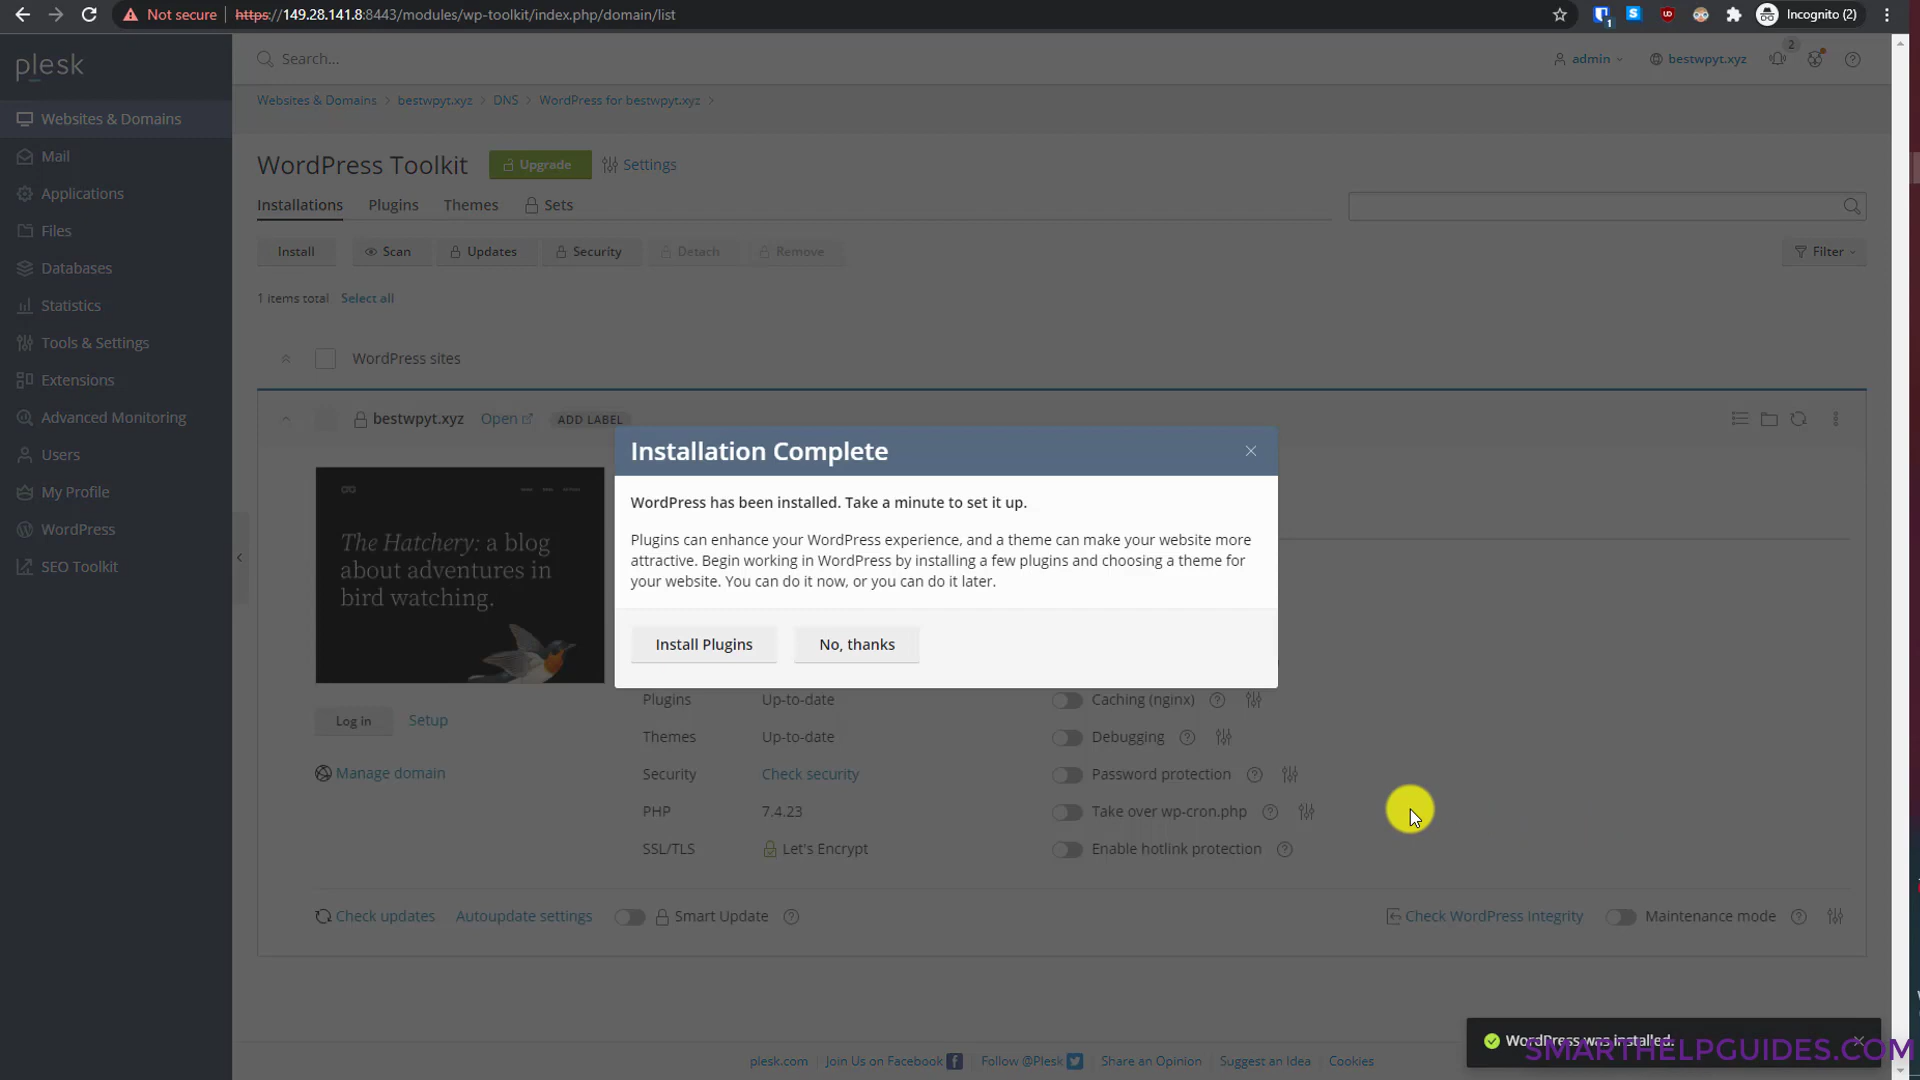 Not secure https://149.28.141.8:8443/modules/wp-toolkit/index.php/domain/list
1
S
Incognito (2)
plesk
Search...
admin
bestwpyt.xyz
2
Websites & Domains
Mail
Applications
Files
Databases
Statistics
Tools & Settings
Extensions
Advanced Monitoring
Users
My Profile
WordPress
SEO Toolkit
Websites & Domains > bestwpyt.xyz > DNS > WordPress for bestwpyt.xyz >
WordPress Toolkit
Upgrade
Settings
Installations Plugins Themes Sets
Install Scan Updates Security Detach Remove
Filter
1 items total Select all
WordPress sites
bestwpyt.xyz Open ADD LABEL
The Hatchery: a blog
about adventures in
bird watching.
Log in Setup
Manage domain
Installation Complete
WordPress has been installed. Take a minute to set it up.
Plugins can enhance your WordPress experience, and a theme can make your website more
attractive. Begin working in WordPress by installing a few plugins and choosing a theme for
your website. You can do it now, or you can do it later.
Install Plugins No, thanks
Plugins Up-to-date Caching (nginx)
Themes Up-to-date Debugging
Security Check security Password protection
PHP 7.4.23 Take over wp-cron.php
SSL/TLS Let's Encrypt Enable hotlink protection
Check updates Autoupdate settings Smart Update Check WordPress Integrity Maintenance mode
WordPress was installed.
SMARTHELPGUIDES.COM
plesk.com Join Us on Facebook Follow @Plesk Share an Opinion Suggest an Idea Cookies